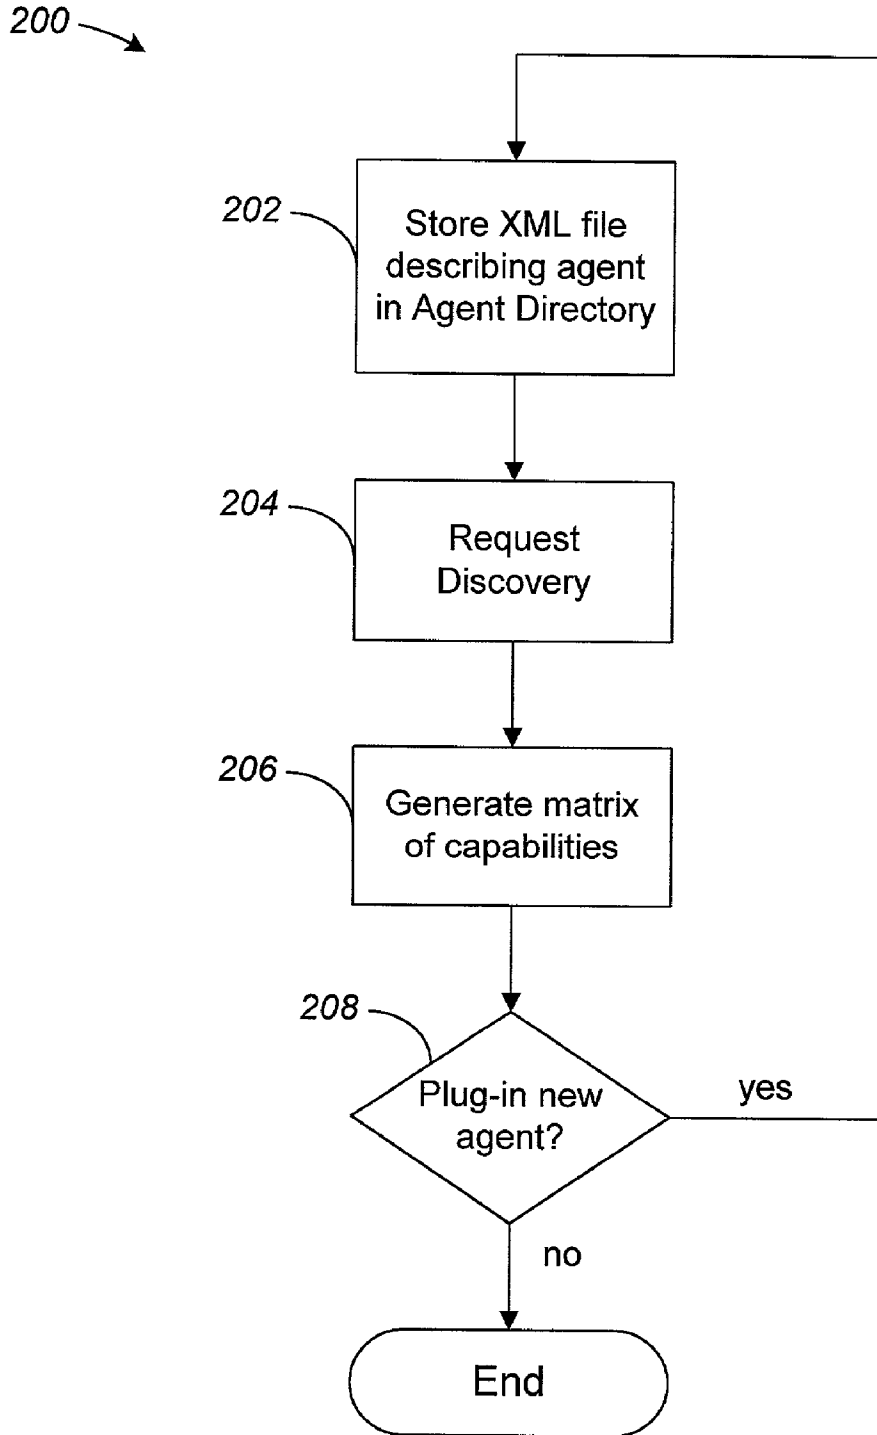 200
202
Store XML file
describing agent
in Agent Directory
204
Request
Discovery
206
Generate matrix
of capabilities
208
Plug-in new
agent?
yes
no
End